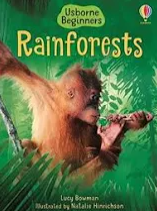 Usborne Beginners
Rainforests
Lucy Bowman
Illustrated by Natalie Hinrichsen